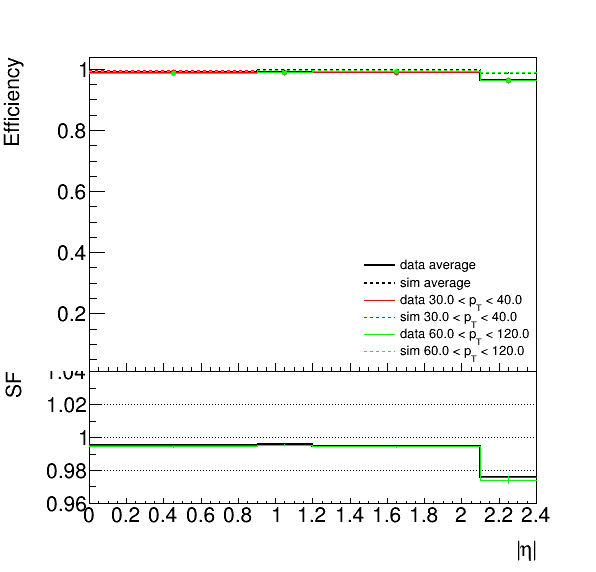 Efficiency
1
0.8
0.6
0.4
0.2
data average
sim average
data 30.0 < p_T < 40.0
sim 30.0 < p_T < 40.0
data 60.0 < p_T < 120.0
sim 60.0 < p_T < 120.0
SF
1.04
1.02
1
0.98
0.96
0 0.2 0.4 0.6 0.8 1 1.2 1.4 1.6 1.8 2 2.2 2.4
|η|